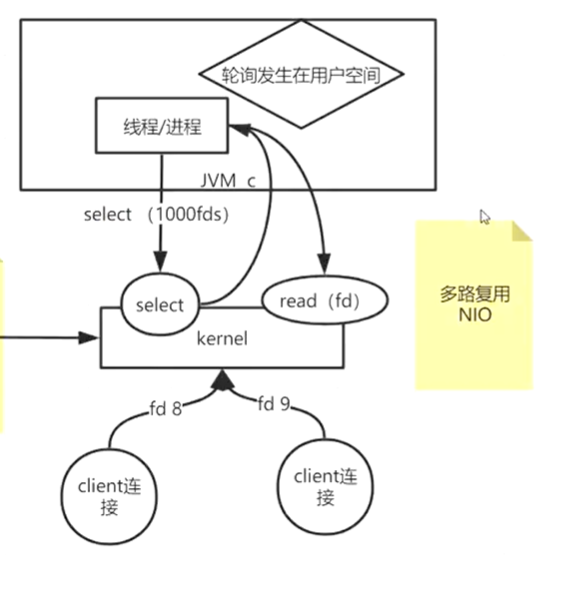 轮询发生在用户空间
线程/进程
JVM c
select （1000fds）
select
read（fd）
kernel
多路复用
NIO
fd 8
fd 9
client连
接
client连
接